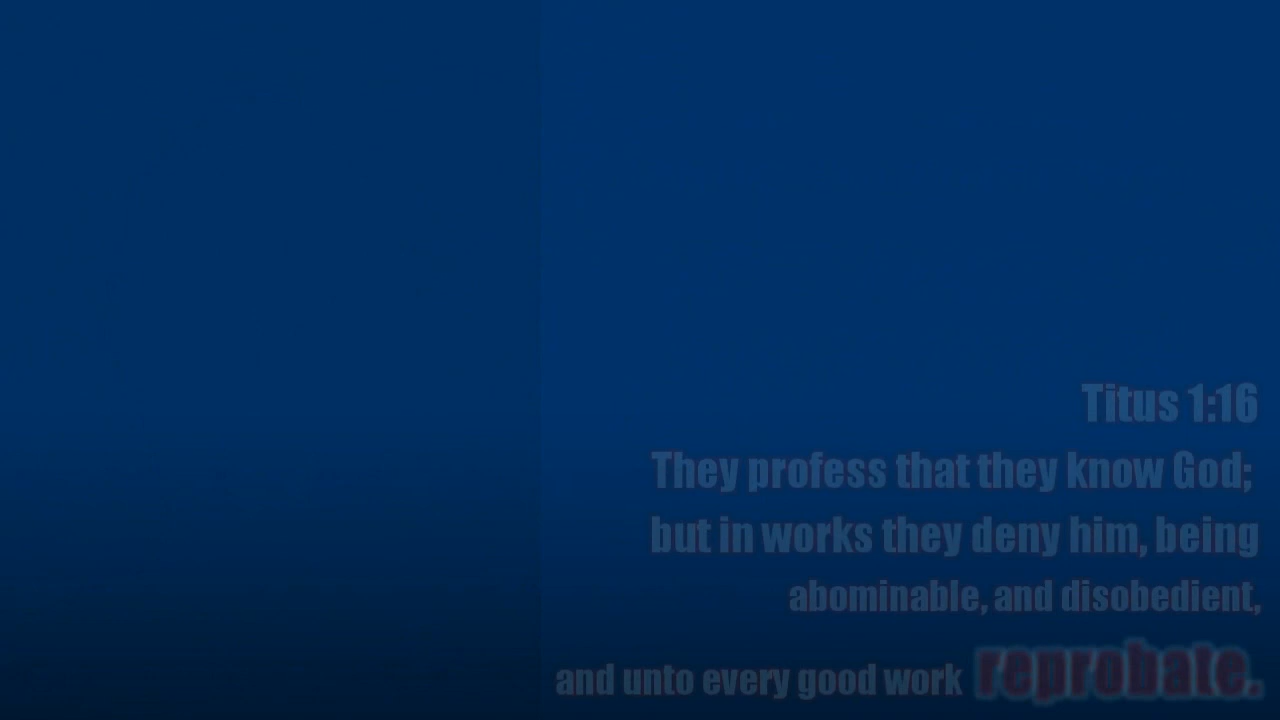 Titus 1:16
They profess that they know God;
but in works they deny him, being
abominable, and disobedient,
and unto every good work reprobate.